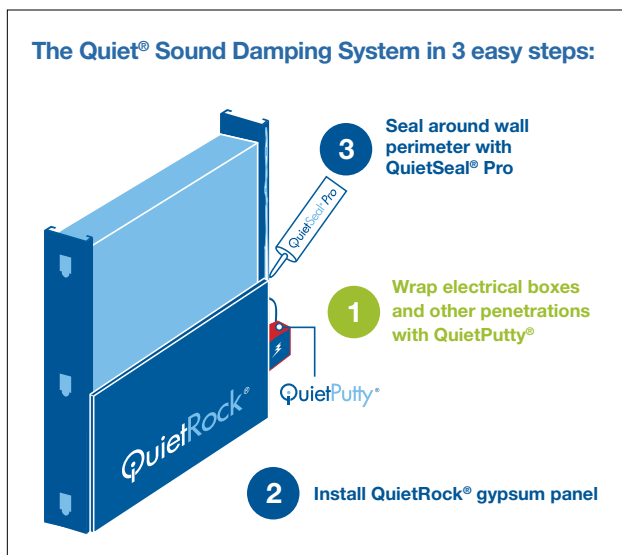 The Quiet® Sound Damping System in 3 easy steps:
3
Seal around wall
perimeter with
QuietSeal® Pro
QuietSeal® Pro
1
Wrap electrical boxes
and other penetrations
with QuietPutty®
QuietPutty®
QuietRock®
2
Install QuietRock® gypsum panel